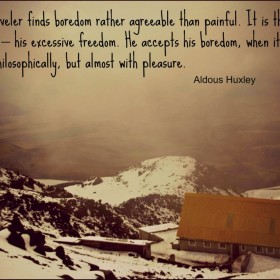 veler finds boredom rather agreeable than painful. It is th
– his excessive freedom. He accepts his boredom, when it
hilosophically, but almost with pleasure.
Aldous Huxley